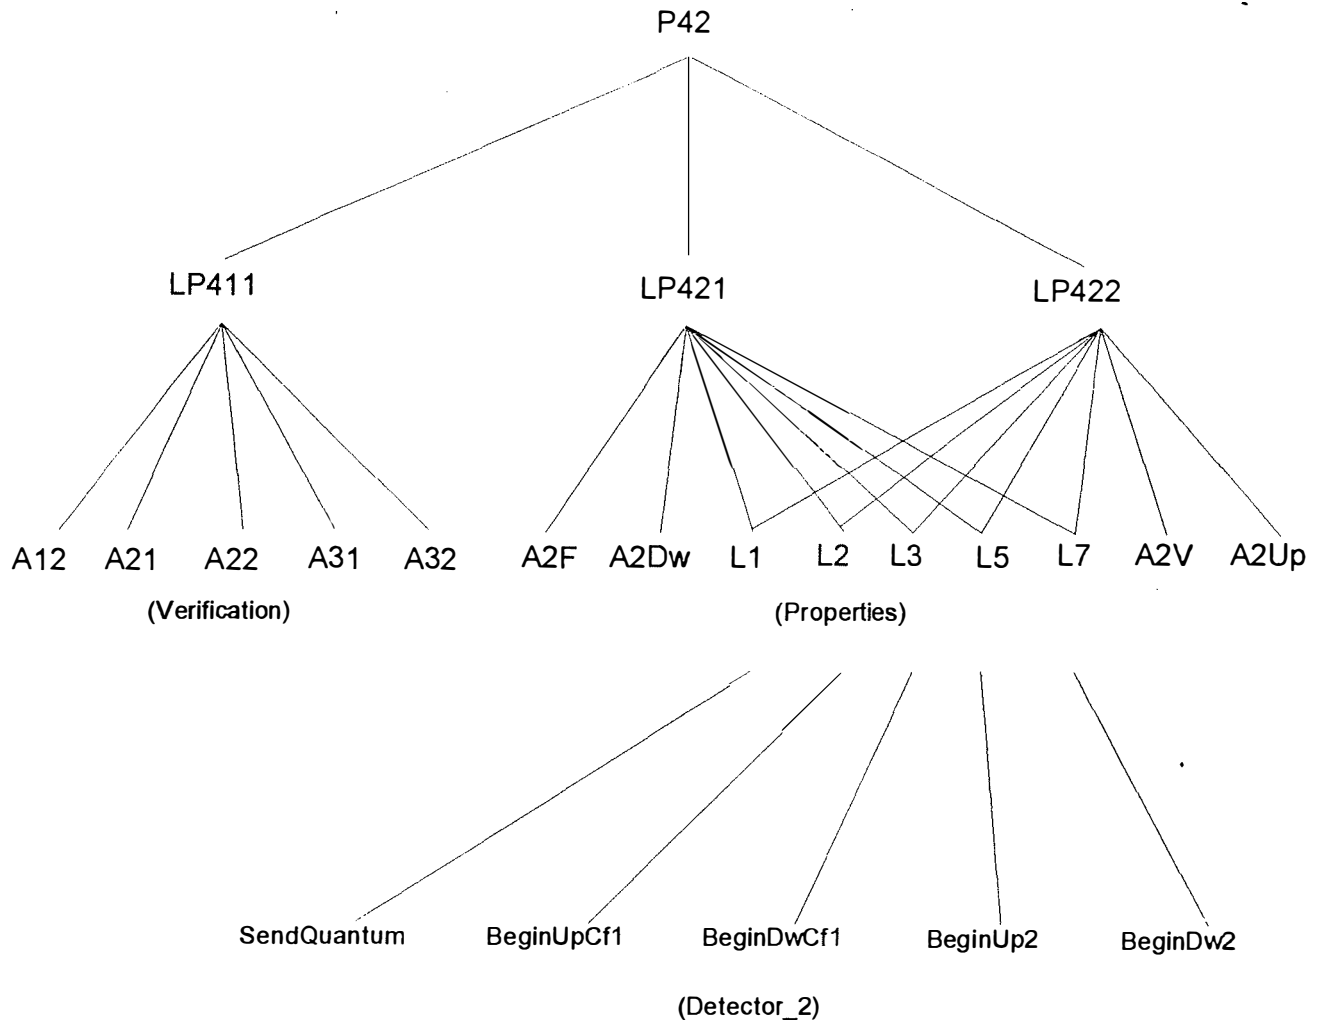 P42
LP411 LP421 LP422
A12 A21 A22 A31 A32 A2F A2Dw L1 L2 L3 L5 L7 A2V A2Up
(Verification) (Properties)
SendQuantum BeginUpCf1 BeginDwCf1 BeginUp2 BeginDw2
(Detector_2)